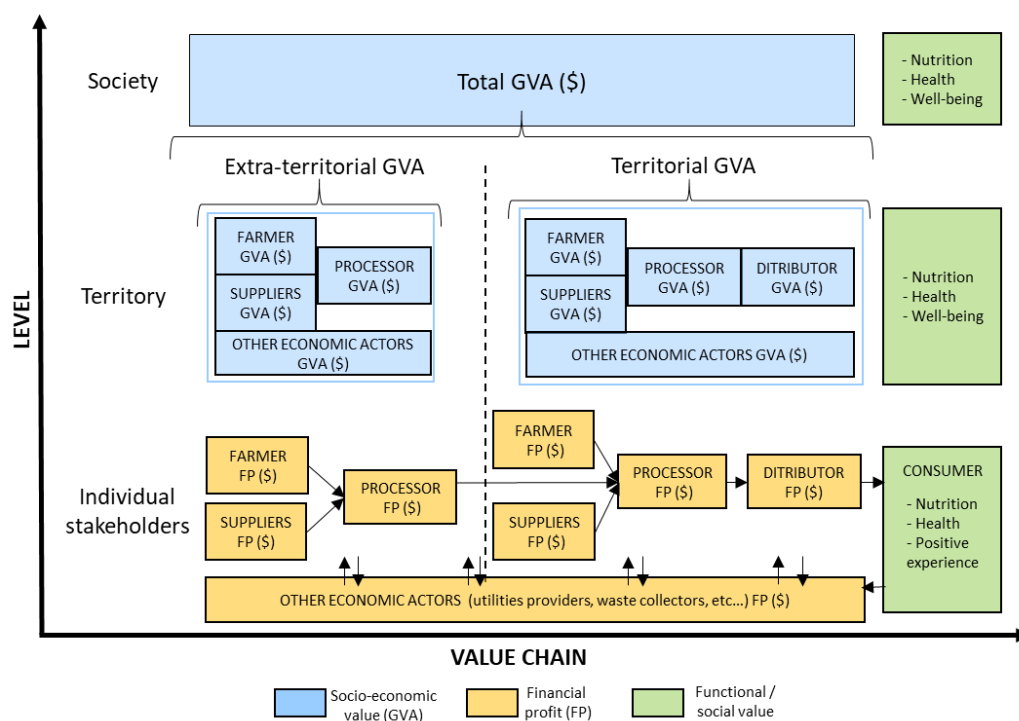 Society
Total GVA ($)
- Nutrition
- Health
- Well-being
Extra-territorial GVA
Territorial GVA
LEVEL
Territory
FARMER
GVA ($)
SUPPLIERS
GVA ($)
PROCESSOR
GVA ($)
OTHER ECONOMIC ACTORS
GVA ($)
FARMER
GVA ($)
SUPPLIERS
GVA ($)
PROCESSOR
GVA ($)
DITRIBUTOR
GVA ($)
OTHER ECONOMIC ACTORS GVA ($)
- Nutrition
- Health
- Well-being
Individual
stakeholders
FARMER
FP ($)
SUPPLIERS
FP ($)
PROCESSOR
FP ($)
FARMER
FP ($)
SUPPLIERS
FP ($)
PROCESSOR
FP ($)
DITRIBUTOR
FP ($)
CONSUMER
- Nutrition
- Health
- Positive
experience
OTHER ECONOMIC ACTORS (utilities providers, waste collectors, etc...) FP ($)
VALUE CHAIN
Socio-economic
value (GVA)
Financial
profit (FP)
Functional /
social value